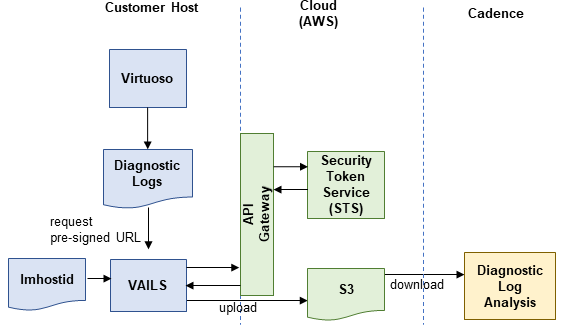 Customer Host
Cloud
(AWS)
Cadence
Virtuoso
Diagnostic
Logs
Security
Token
Service
(STS)
API
Gateway
request
pre-signed URL
lmhostid
VAILS
upload
S3
download
Diagnostic
Log
Analysis